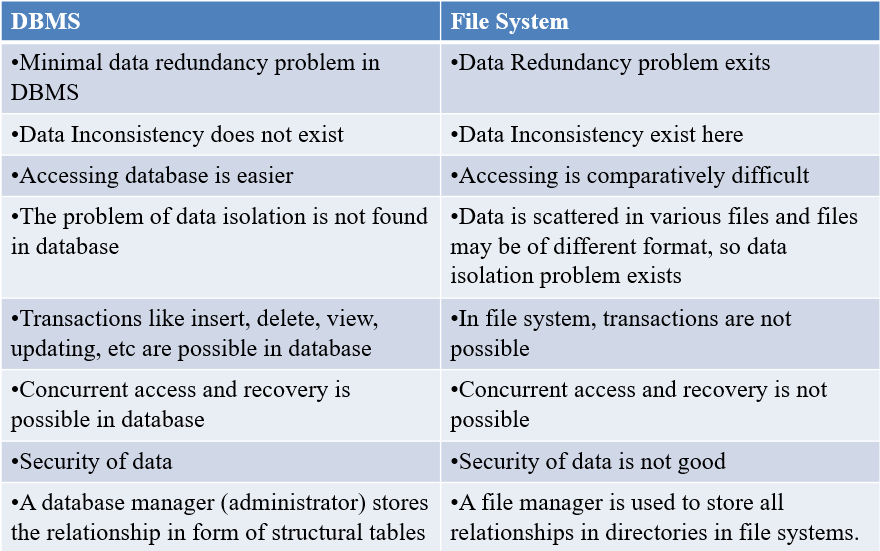 DBMS
File System
•Minimal data redundancy problem in
DBMS
•Data Redundancy problem exits
•Data Inconsistency does not exist
•Data Inconsistency exist here
•Accessing database is easier
•Accessing is comparatively difficult
•The problem of data isolation is not found
in database
•Data is scattered in various files and files
may be of different format, so data
isolation problem exists
•Transactions like insert, delete, view,
updating, etc are possible in database
•In file system, transactions are not
possible
•Concurrent access and recovery is
possible in database
•Concurrent access and recovery is not
possible
•Security of data
•Security of data is not good
•A database manager (administrator) stores
the relationship in form of structural tables
•A file manager is used to store all
relationships in directories in file systems.